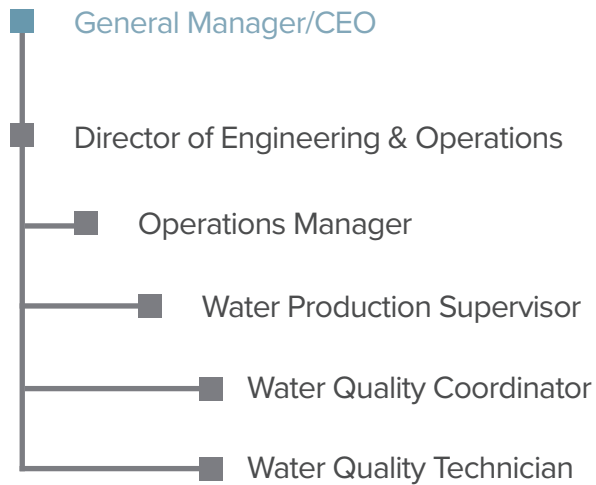 General Manager/CEO
Director of Engineering & Operations
Operations Manager
Water Production Supervisor
Water Quality Coordinator
Water Quality Technician